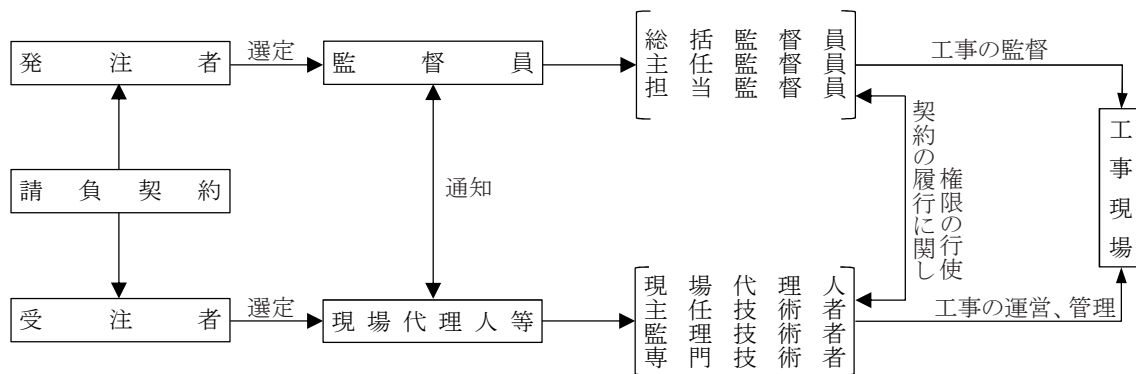 発注者
選定
監督員
総括監督員
主任監督員
担当監督員
工事の監督
請負契約
通知
契約の履行に関し
権限の行使
工事現場
受注者
選定
現場代理人等
現場代理人
主任技術者
監理技術者
専門技術者
工事の運営、管理